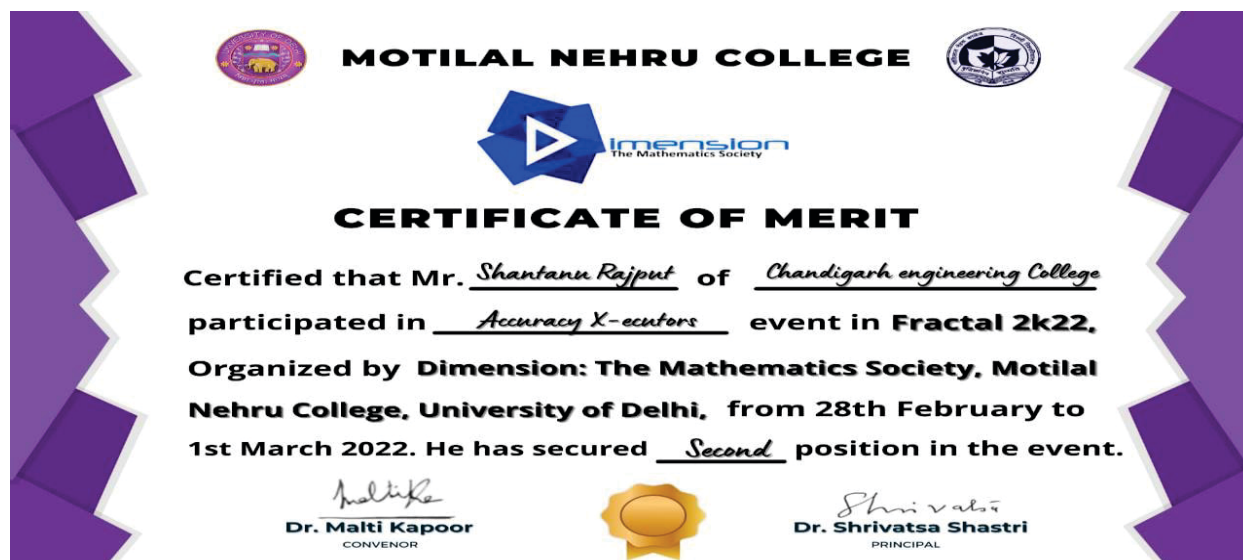 MOTILAL NEHRU COLLEGE
imension
The Mathematics Society
CERTIFICATE OF MERIT
Certified that Mr. Shantanu Rajput of Chandigarh engineering College
participated in Accuracy X-ecutors event in Fractal 2k22,
Organized by Dimension: The Mathematics Society, Motilal
Nehru College, University of Delhi, from 28th February to
1st March 2022. He has secured Second position in the event.
Dr. Malti Kapoor
CONVENOR
Shrivatsa
Dr. Shrivatsa Shastri
PRINCIPAL